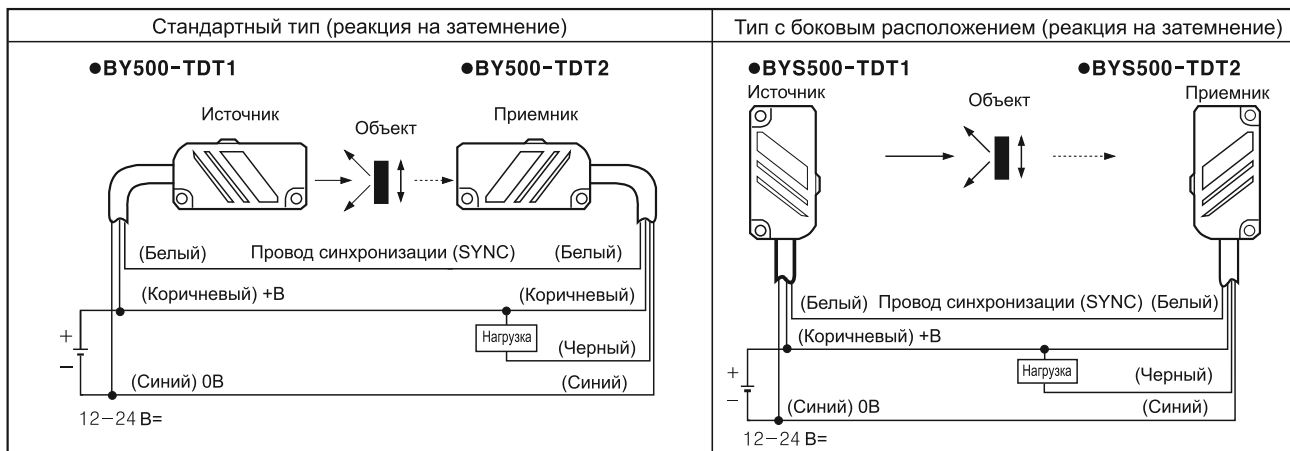 Стандартный тип (реакция на затемнение)
●BY500-TDT1
●BY500-TDT2
Источник
Объект
Приемник
(Белый)
Провод синхронизации (SYNC)
(Белый)
(Коричневый) +В
(Коричневый)
+
Нагрузка
−
(Черный)
(Синий) 0В
(Синий)
12−24 В=
Тип с боковым расположением (реакция на затемнение)
●BYS500-TDT1
●BYS500-TDT2
Источник
Объект
Приемник
(Белый)
Провод синхронизации (SYNC)
(Белый)
(Коричневый) +В
+
Нагрузка
−
(Черный)
(Синий) 0В
(Синий)
12−24 В=